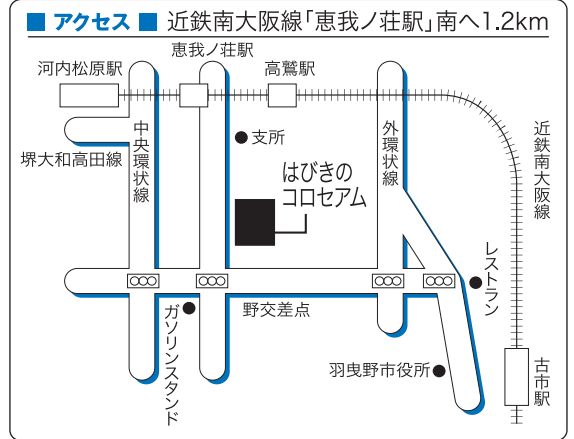 ■ アクセス ■ 近鉄南大阪線「恵我ノ荘駅」南へ1.2km
恵我ノ荘駅
河内松原駅
高鷲駅
中央環状線
外環状線
近鉄南大阪線
支所
堺大和高田線
はびきの
コロセアム
レストラン
ガソリンスタンド
野交差点
羽曳野市役所
古市駅